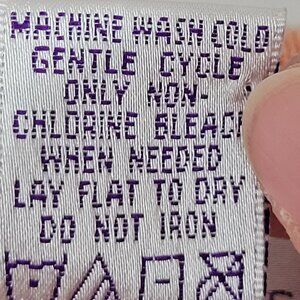 MACHINE WASH COLD
GENTLE CYCLE
ONLY NON-
CHLORINE BLEACH
WHEN NEEDED
LAY FLAT TO DRY
DO NOT IRON